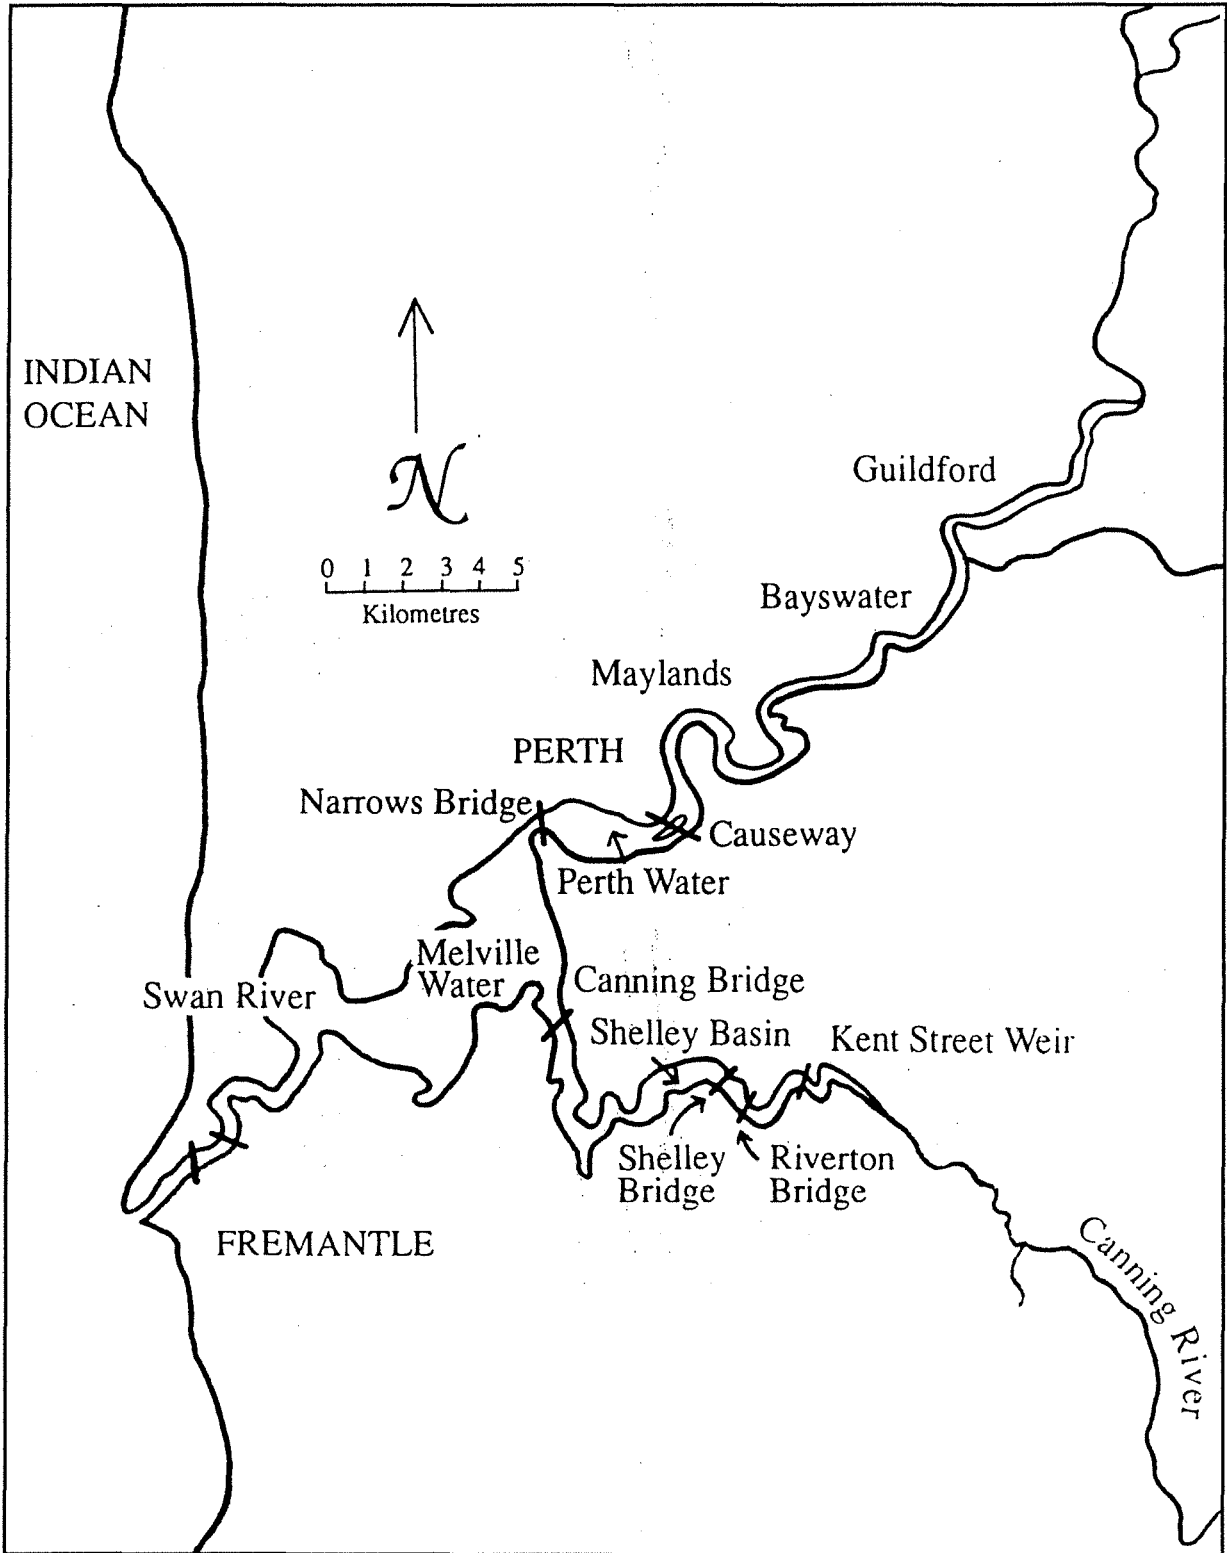 INDIAN
OCEAN
N
Guildford
0 1 2 3 4 5
Kilometres
Bayswater
Maylands
PERTH
Narrows Bridge
Causeway
Perth Water
Melville
Water
Canning Bridge
Swan River
Shelley Basin
Kent Street Weir
Shelley
Bridge
Riverton
Bridge
FREMANTLE
Canning River